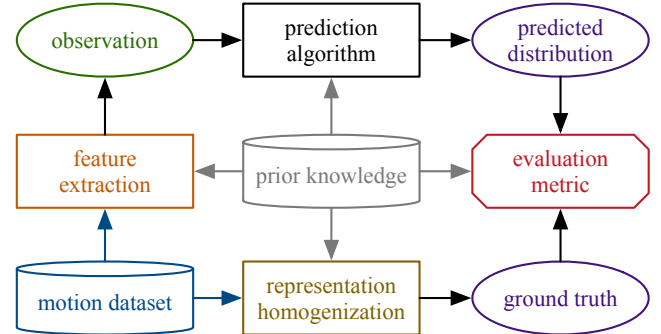 observation
prediction
algorithm
predicted
distribution
feature
extraction
prior knowledge
evaluation
metric
motion dataset
representation
homogenization
ground truth